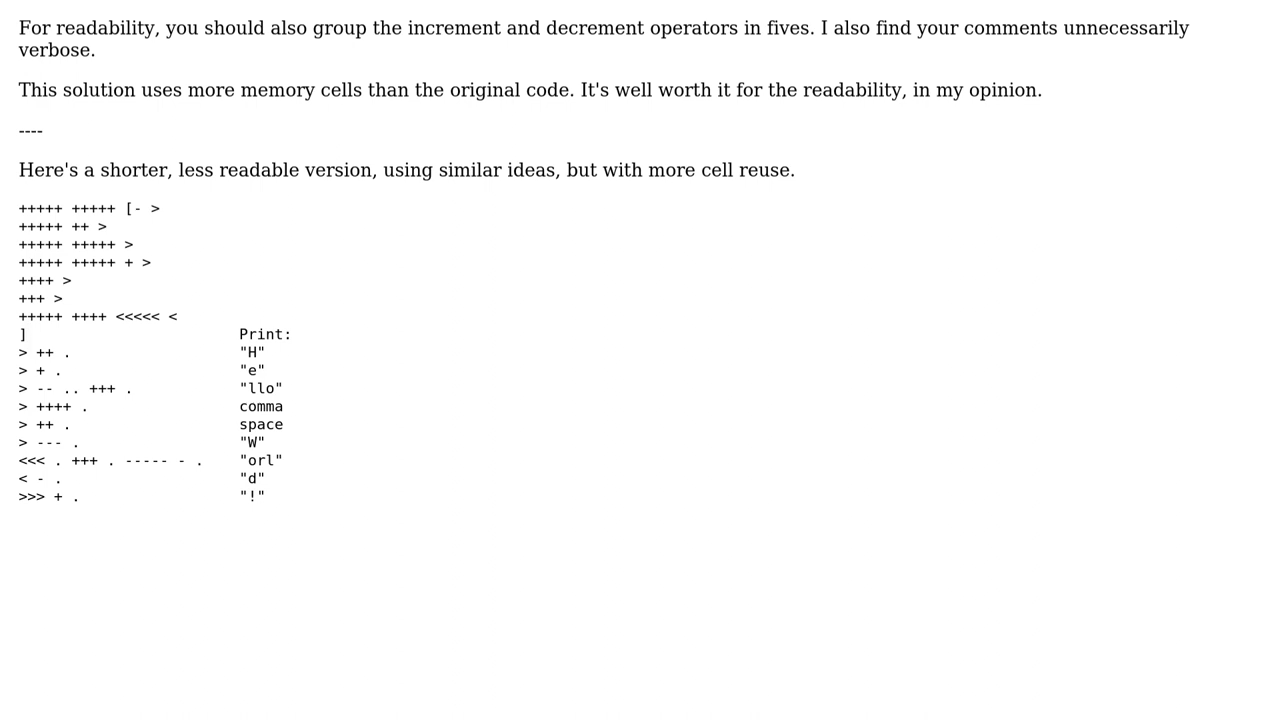 For readability, you should also group the increment and decrement operators in fives. I also find your comments unnecessarily
verbose.
This solution uses more memory cells than the original code. It's well worth it for the readability, in my opinion.
----
Here's a shorter, less readable version, using similar ideas, but with more cell reuse.
+++++ +++++ [- >
+++++ ++ >
+++++ +++++ >
+++++ +++++ + >
++++ >
+++ >
+++++ ++++ <<<<< <
]                        Print:
> ++ .                   "H"
> + .                    "e"
> -- .. +++ .            "llo"
> ++++ .                 comma
> ++ .                   space
> --- .                  "W"
<<< . +++ . ----- - .    "orl"
< - .                    "d"
>>> + .                  "!"